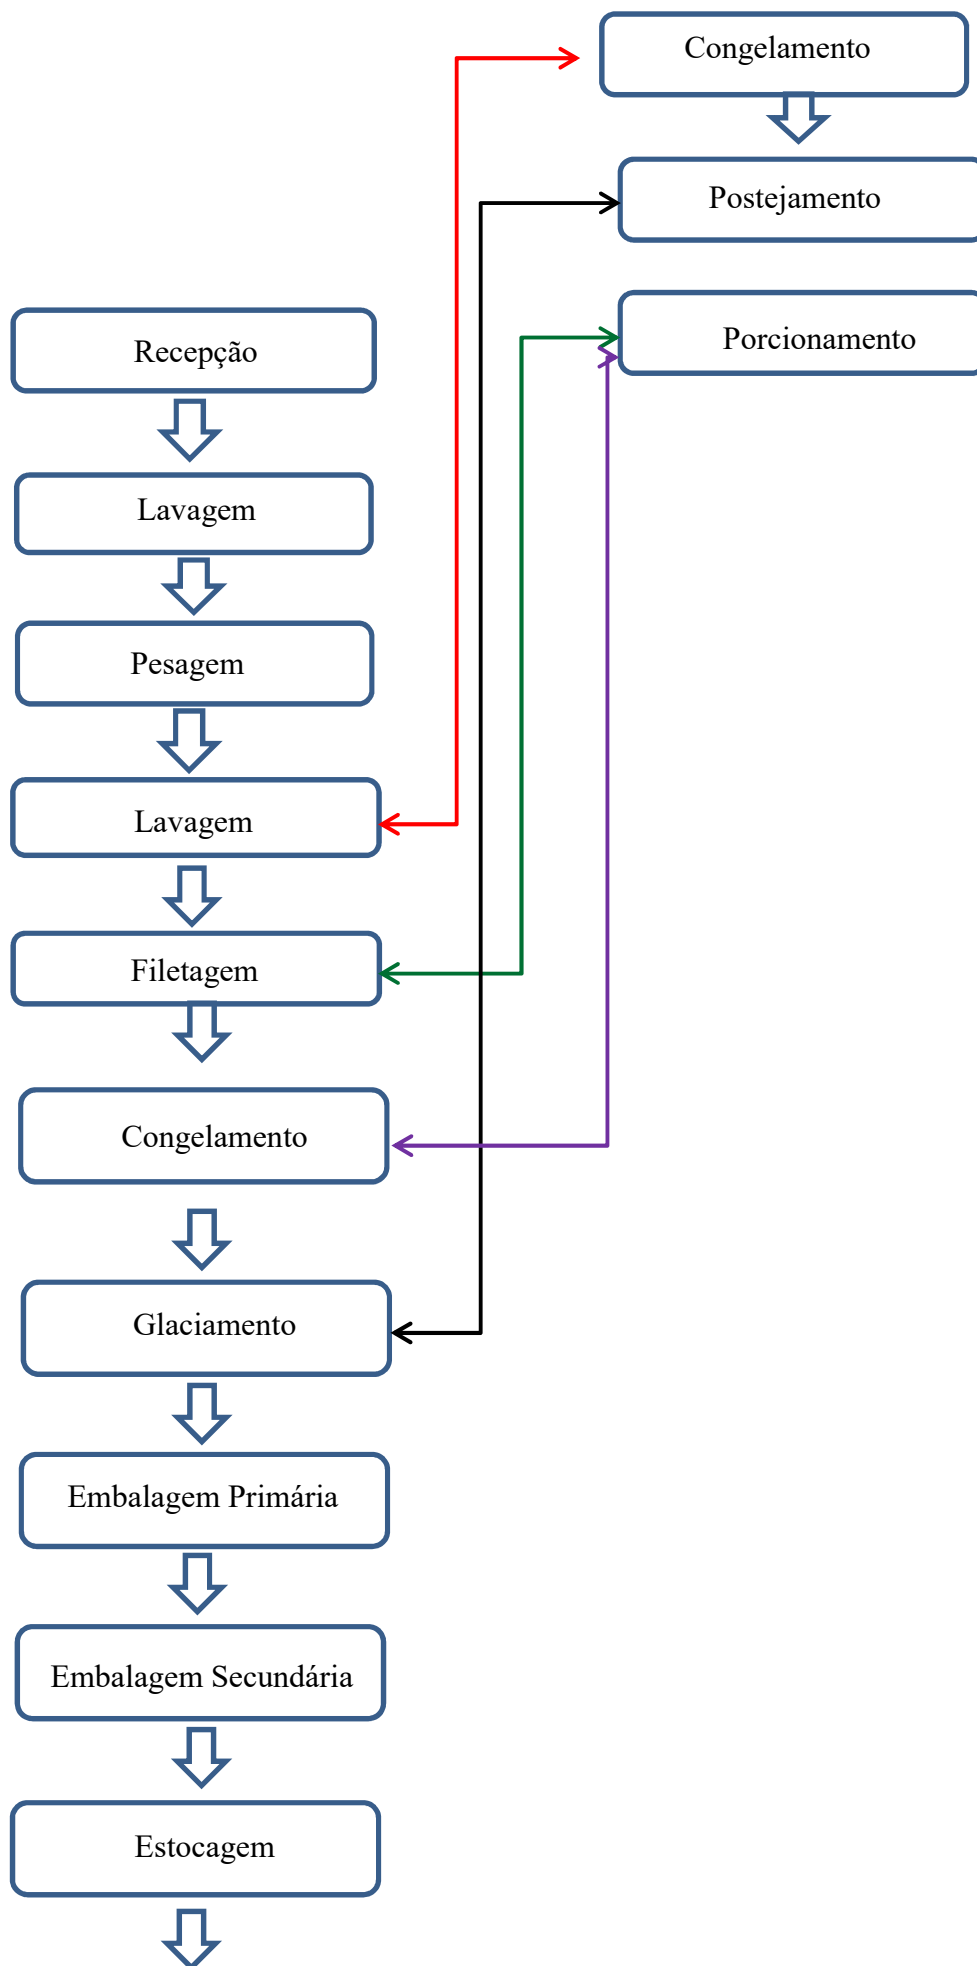 Congelamento
Postejamento
Porcionamento
Recepção
Lavagem
Pesagem
Lavagem
Filetagem
Congelamento
Glaciamento
Embalagem Primária
Embalagem Secundária
Estocagem